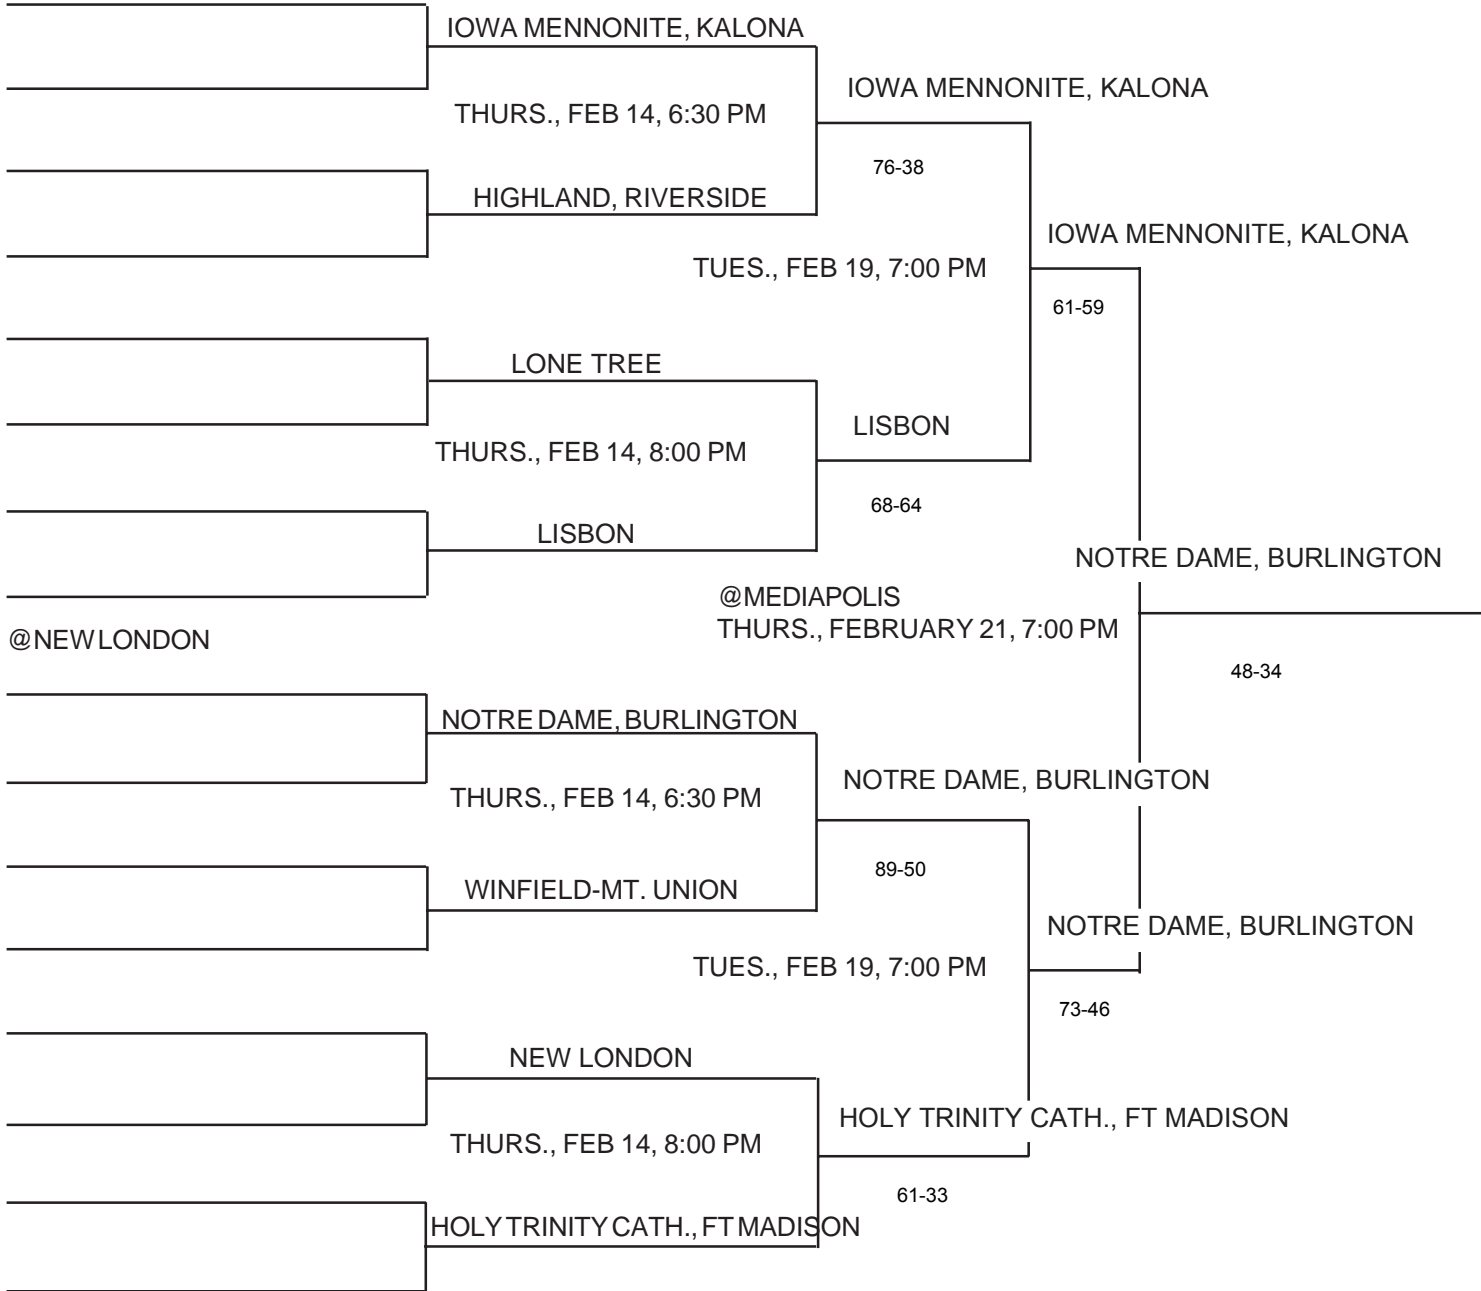 IOWA MENNONITE, KALONA
IOWA MENNONITE, KALONA
THURS., FEB 14, 6:30 PM
76-38
HIGHLAND, RIVERSIDE
IOWA MENNONITE, KALONA
TUES., FEB 19, 7:00 PM
61-59
LONE TREE
LISBON
THURS., FEB 14, 8:00 PM
68-64
LISBON
NOTRE DAME, BURLINGTON
@MEDIAPOLIS
THURS., FEBRUARY 21, 7:00 PM
@NEW LONDON
48-34
NOTRE DAME, BURLINGTON
NOTRE DAME, BURLINGTON
THURS., FEB 14, 6:30 PM
89-50
WINFIELD-MT. UNION
NOTRE DAME, BURLINGTON
TUES., FEB 19, 7:00 PM
73-46
NEW LONDON
HOLY TRINITY CATH., FT MADISON
THURS., FEB 14, 8:00 PM
61-33
HOLY TRINITY CATH., FT MADISON